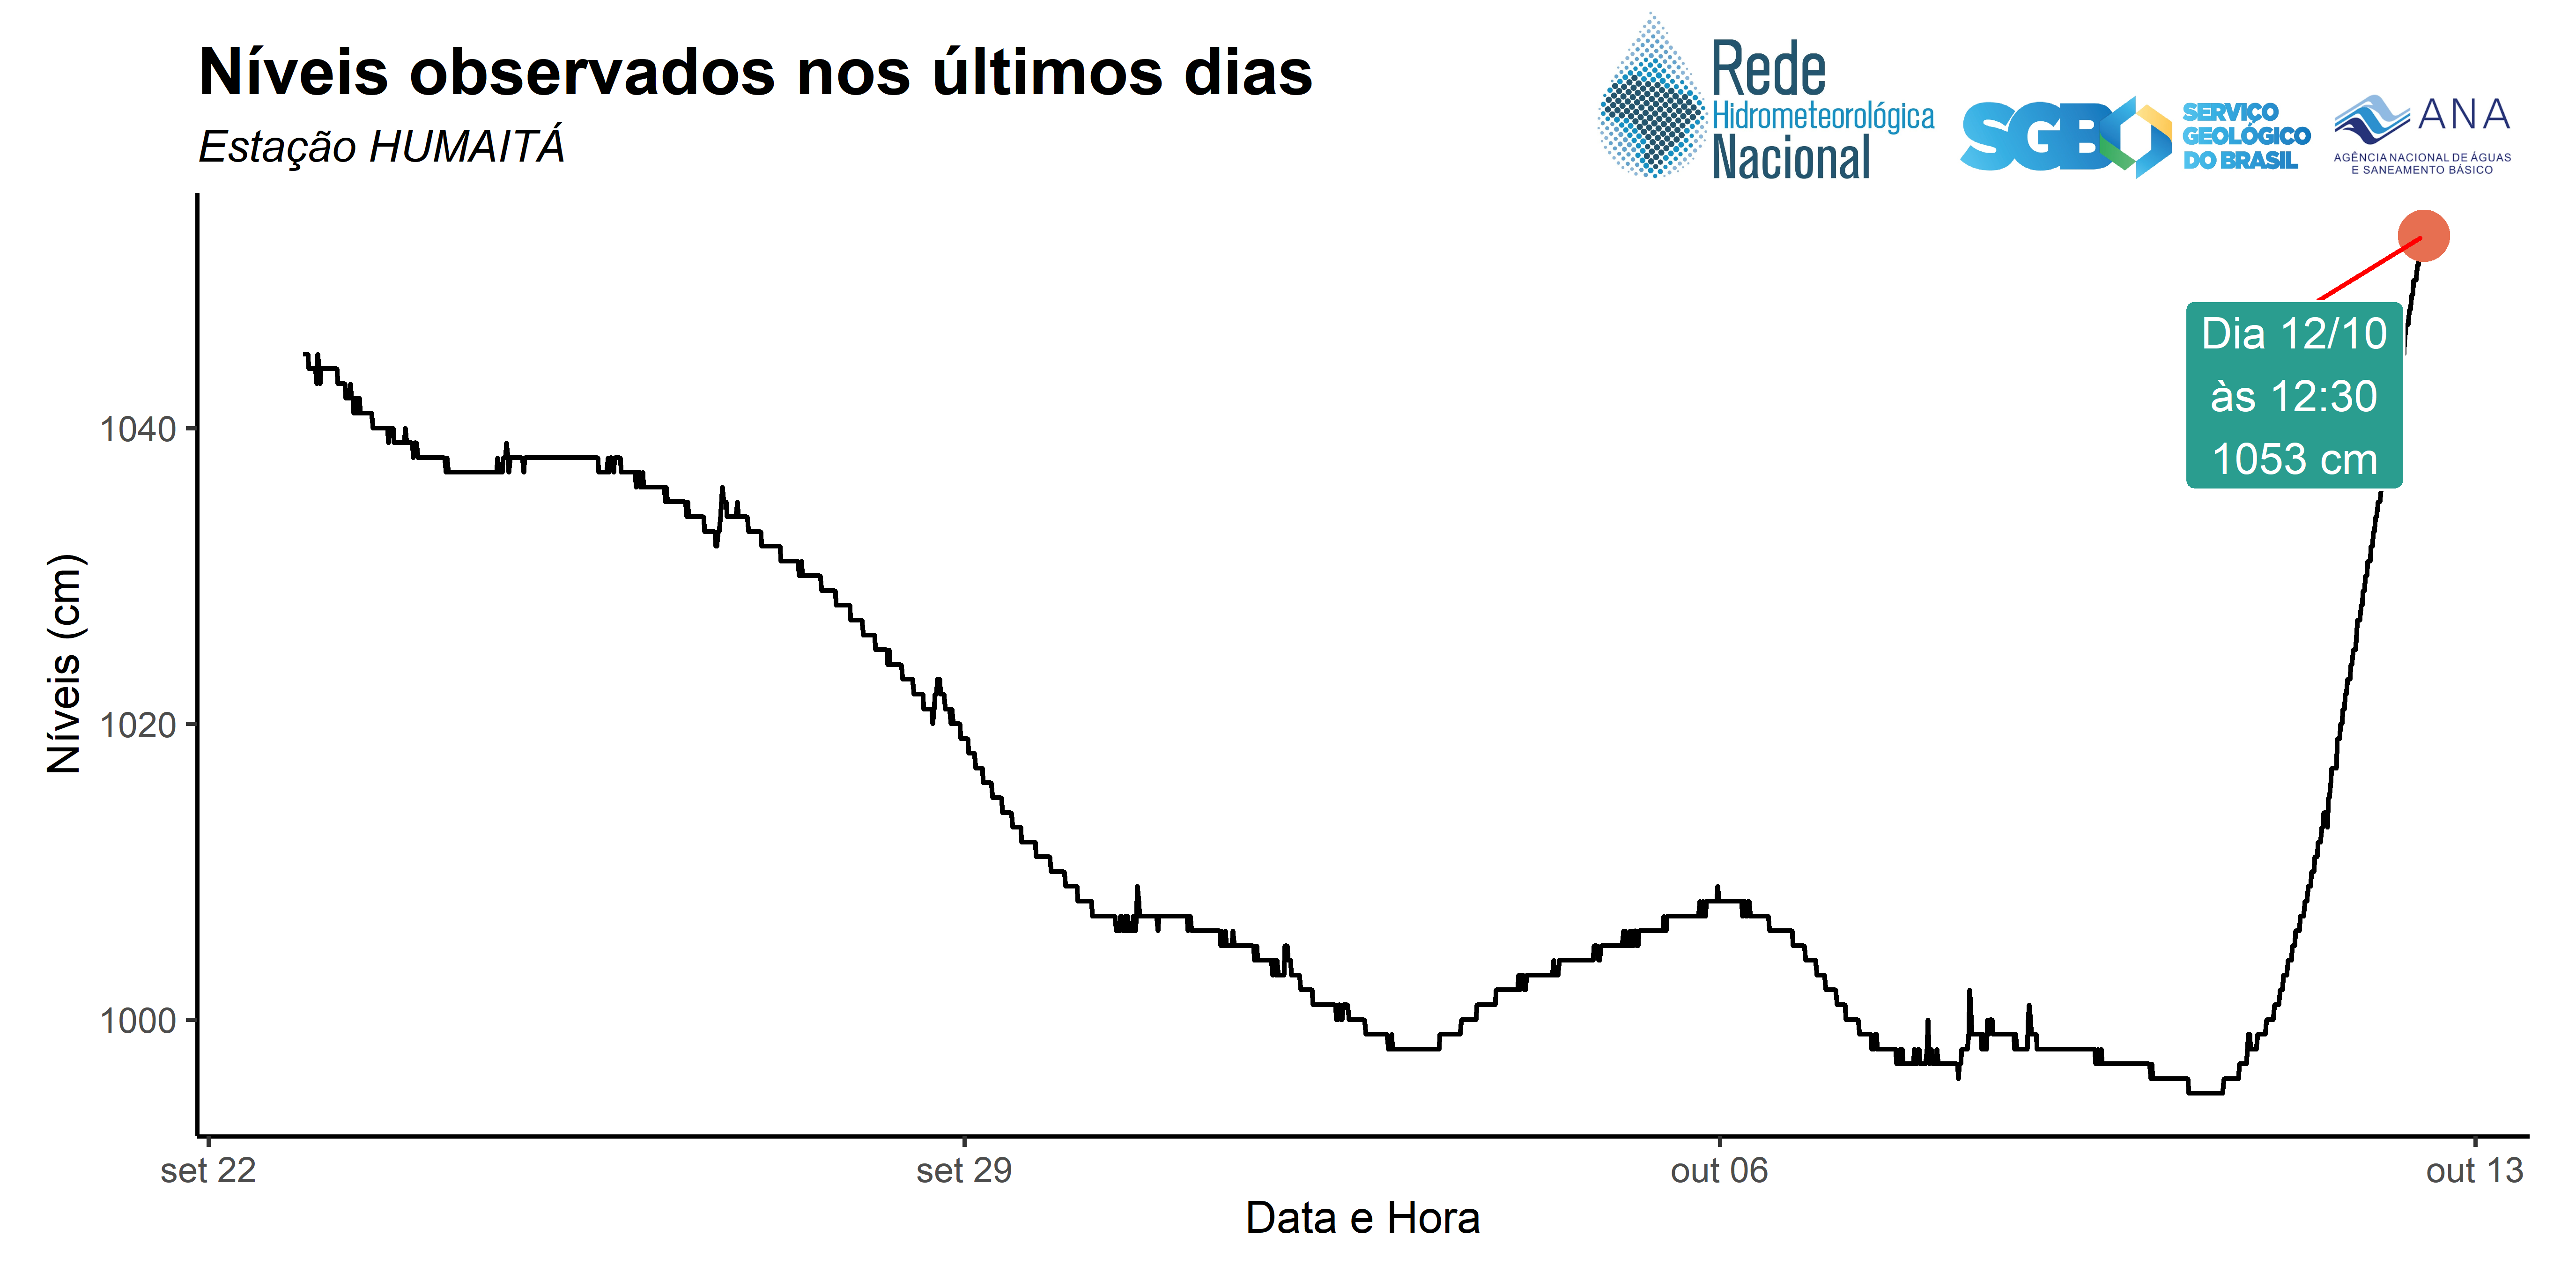 Níveis observados nos últimos dias
Estação HUMAITÁ
Rede
Hidrometeorológica
Nacional
SGB
SERVIÇO
GEOLÓGICO
DO BRASIL
ANA
AGÊNCIA NACIONAL DE ÁGUAS
E SANEAMENTO BÁSICO
Níveis (cm)
1040
1020
1000
Dia 12/10
às 12:30
1053 cm
set 22
set 29
out 06
out 13
Data e Hora